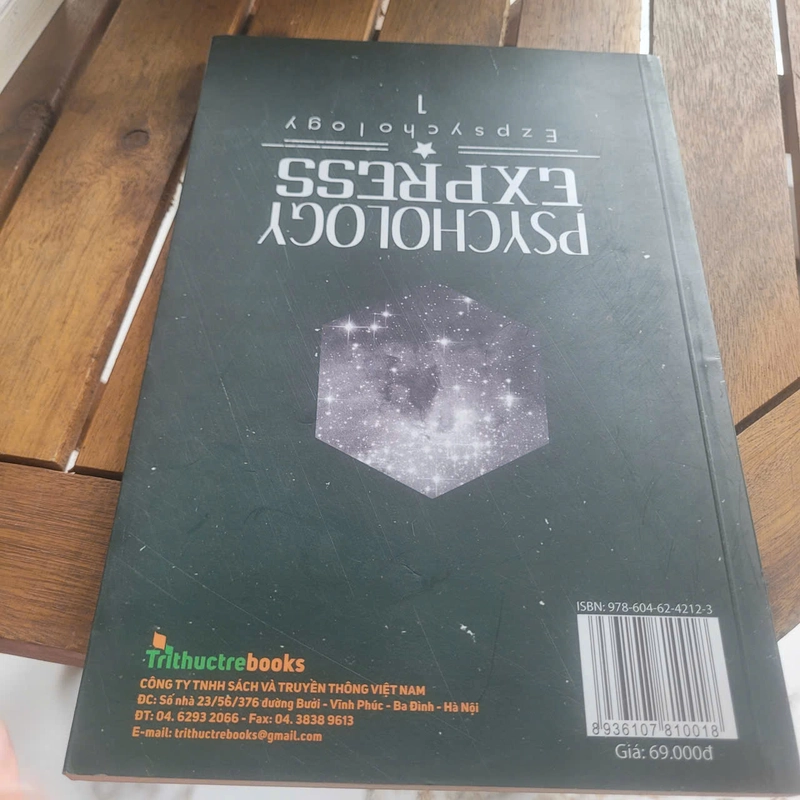 1
Ezpsychology
EXPRESS
PSYCHOLOGY
ISBN: 978-604-62-4212-3
8936107 810018
Giá: 69.000đ
Trithuctrebooks
CÔNG TY TNHH SÁCH VÀ TRUYỀN THÔNG VIỆT NAM
ĐC: Số nhà 23/56/376 đường Bưởi - Vĩnh Phúc - Ba Đình - Hà Nội
ĐT: 04. 6293 2066 - Fax: 04. 3838 9613
E-mail: trithuctrebooks@gmail.com